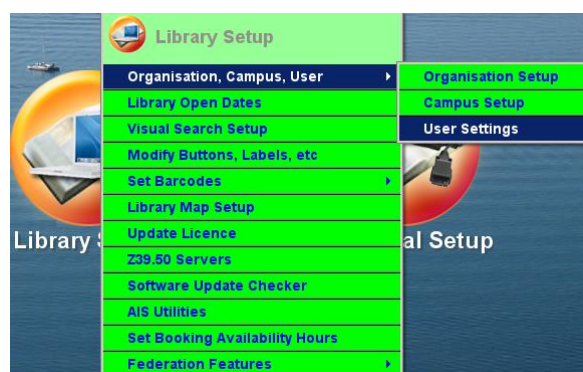 Library Setup
Organisation, Campus, User
Organisation Setup
Library Open Dates
Campus Setup
Visual Search Setup
User Settings
Modify Buttons, Labels, etc
Set Barcodes
Library Map Setup
Update Licence
Library
al Setup
Z39.50 Servers
Software Update Checker
AIS Utilities
Set Booking Availability Hours
Federation Features